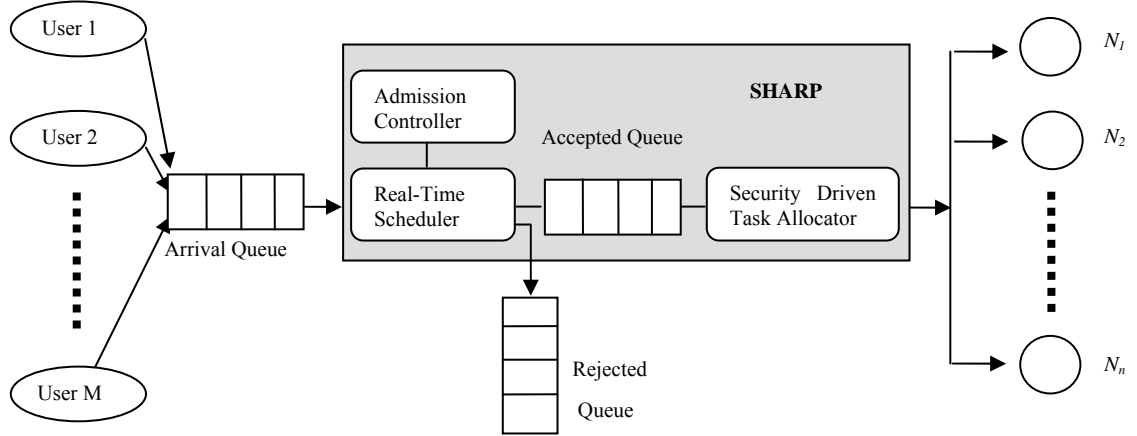 User 1
User 2
User M
Arrival Queue
SHARP
Admission
Controller
Real-Time
Scheduler
Accepted Queue
Security Driven
Task Allocator
Rejected
Queue
N1
N2
Nn